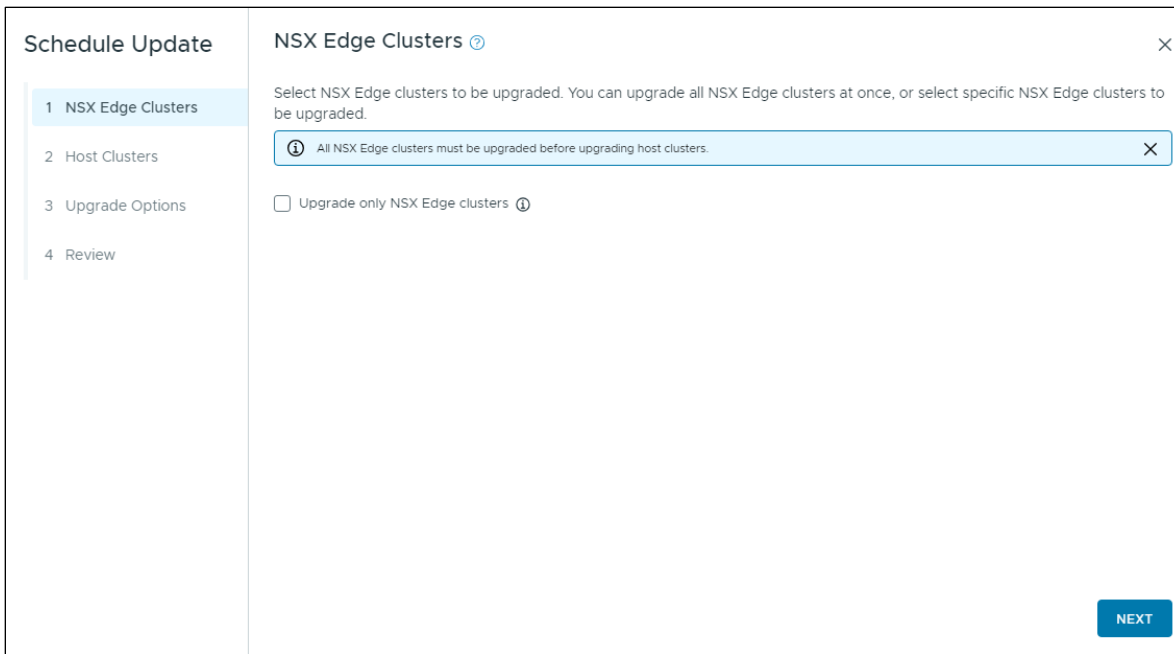 Schedule Update
1 NSX Edge Clusters
2 Host Clusters
3 Upgrade Options
4 Review
NSX Edge Clusters
Select NSX Edge clusters to be upgraded. You can upgrade all NSX Edge clusters at once, or select specific NSX Edge clusters to
be upgraded.
All NSX Edge clusters must be upgraded before upgrading host clusters.
Upgrade only NSX Edge clusters
NEXT